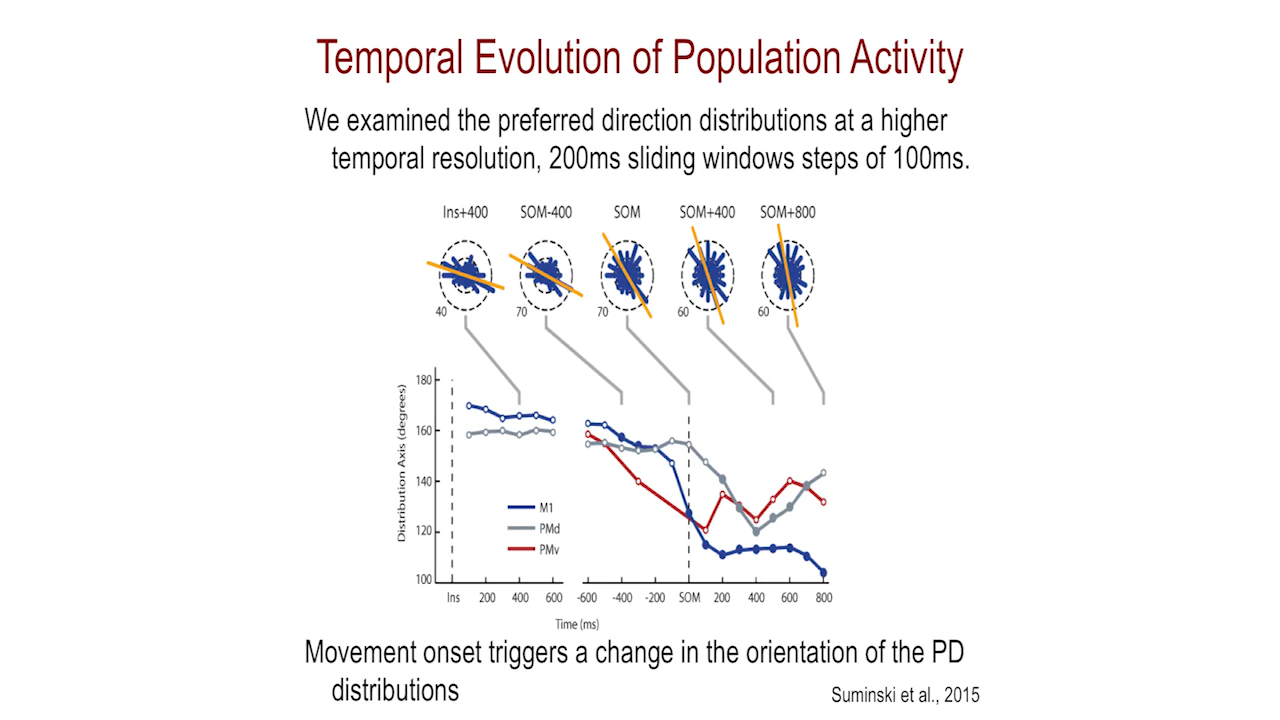 Temporal Evolution of Population Activity
We examined the preferred direction distributions at a higher
temporal resolution, 200ms sliding windows steps of 100ms.
Ins+400 SOM-400 SOM SOM+400 SOM+800
40 70 70 60 60
Distribution Axis (degrees)
180
160
140
120
100
M1
PMd
PMv
Ins 200 400 600 -600 -400 -200 SOM 200 400 600 800
Time (ms)
Movement onset triggers a change in the orientation of the PD
distributions
Suminski et al., 2015